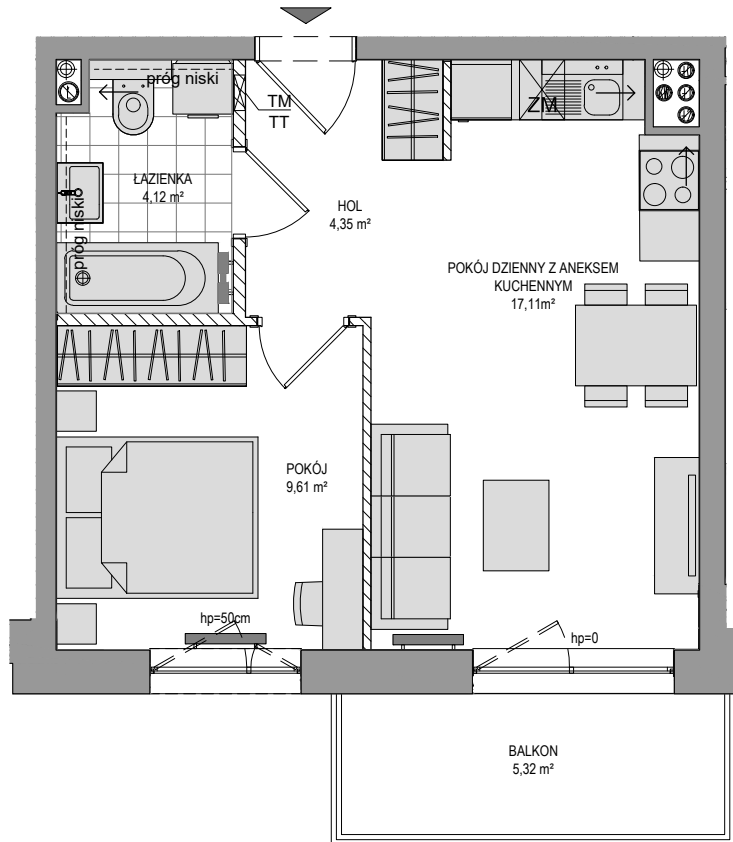 próg niski
TM
TT
ZM
ŁAZIENKA
4,12 m²
próg niski
HOL
4,35 m²
POKÓJ DZIENNY Z ANEKSEM
KUCHENNYM
17,11m²
POKÓJ
9,61 m²
hp=50cm
hp=0
BALKON
5,32 m²